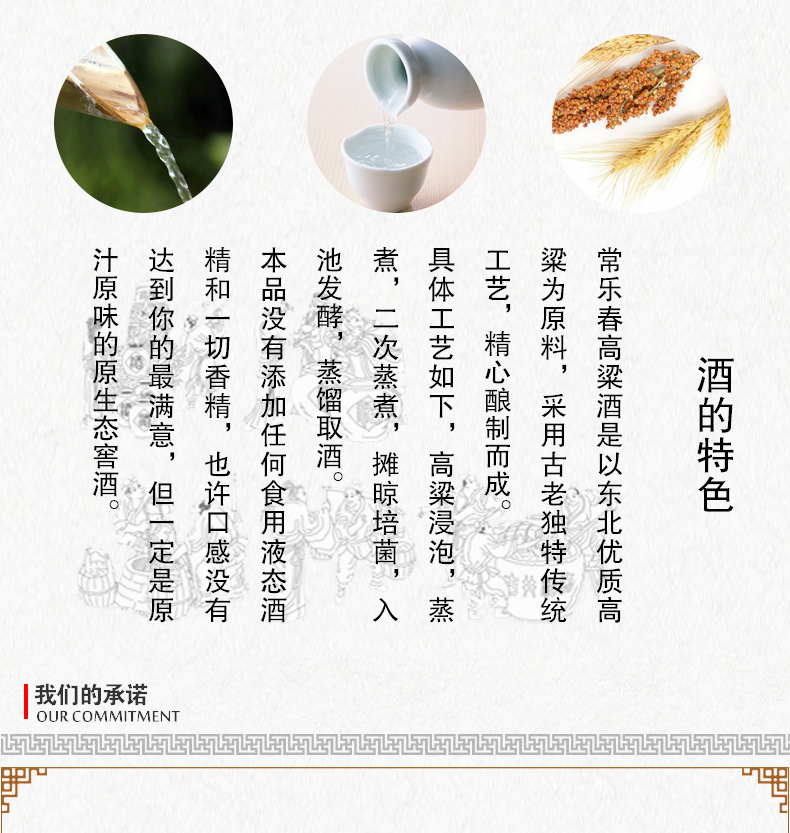 酒的特色
常乐春高粱酒是以东北优质高
粱为原料，采用古老独特传统
工艺，精心酿制而成。
具体工艺如下，高粱浸泡，蒸
煮，二次蒸煮，摊晾培菌，入
池发酵，蒸馏取酒。
本品没有添加任何食用液态酒
精和一切香精，也许口感没有
达到你的最满意，但一定是原
汁原味的原生态窖酒。
我们的承诺
OUR COMMITMENT